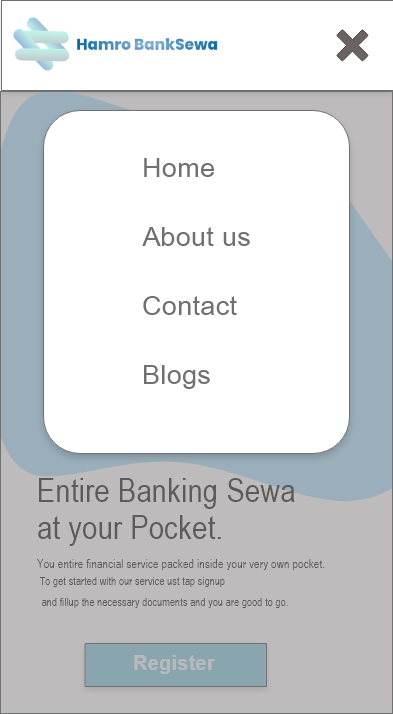 Hamro BankSewa
Home
About us
Contact
Blogs
Entire Banking Sewa
at your Pocket.
You entire financial service packed inside your very own pocket.
To get started with our service ust tap signup
and fillup the necessary documents and you are good to go.
Register